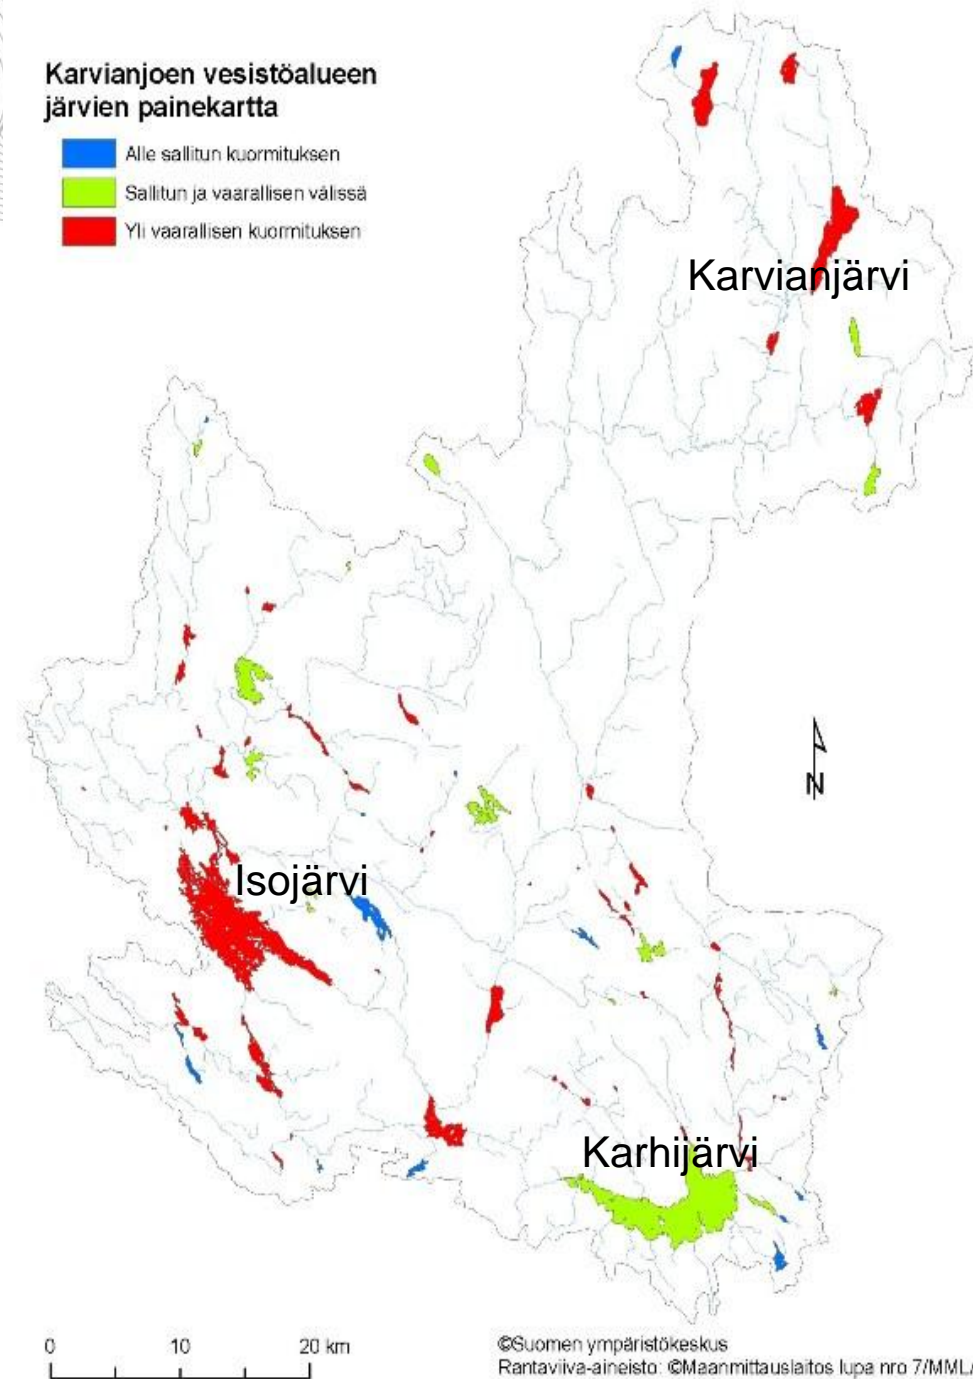 Karvianjoen vesistöalueen
järvien painekartta
Alle sallitun kuormituksen
Sallitun ja vaarallisen välissä
Yli vaarallisen kuormituksen
Karvianjärvi
Isojärvi
N
Karhijärvi
0 10 20 km
©Suomen ympäristökeskus
Rantaviiva-aineisto: ©Maanmittauslaitos lupa nro 7/MML/